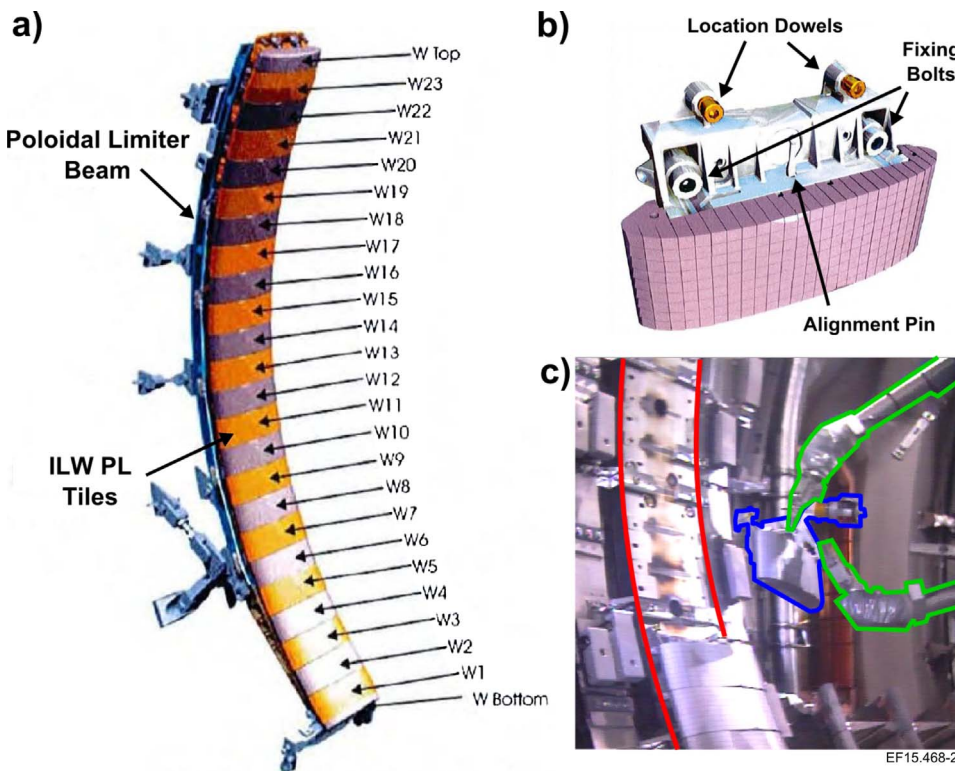 a)
W Top
W23
W22
W21
W20
W19
W18
W17
W16
W15
W14
W13
W12
W11
W10
W9
W8
W7
W6
W5
W4
W3
W2
W1
W Bottom
Poloidal Limiter
Beam
ILW PL
Tiles
b)
Location Dowels
Fixing
Bolts
Alignment Pin
c)
EF15.468-2